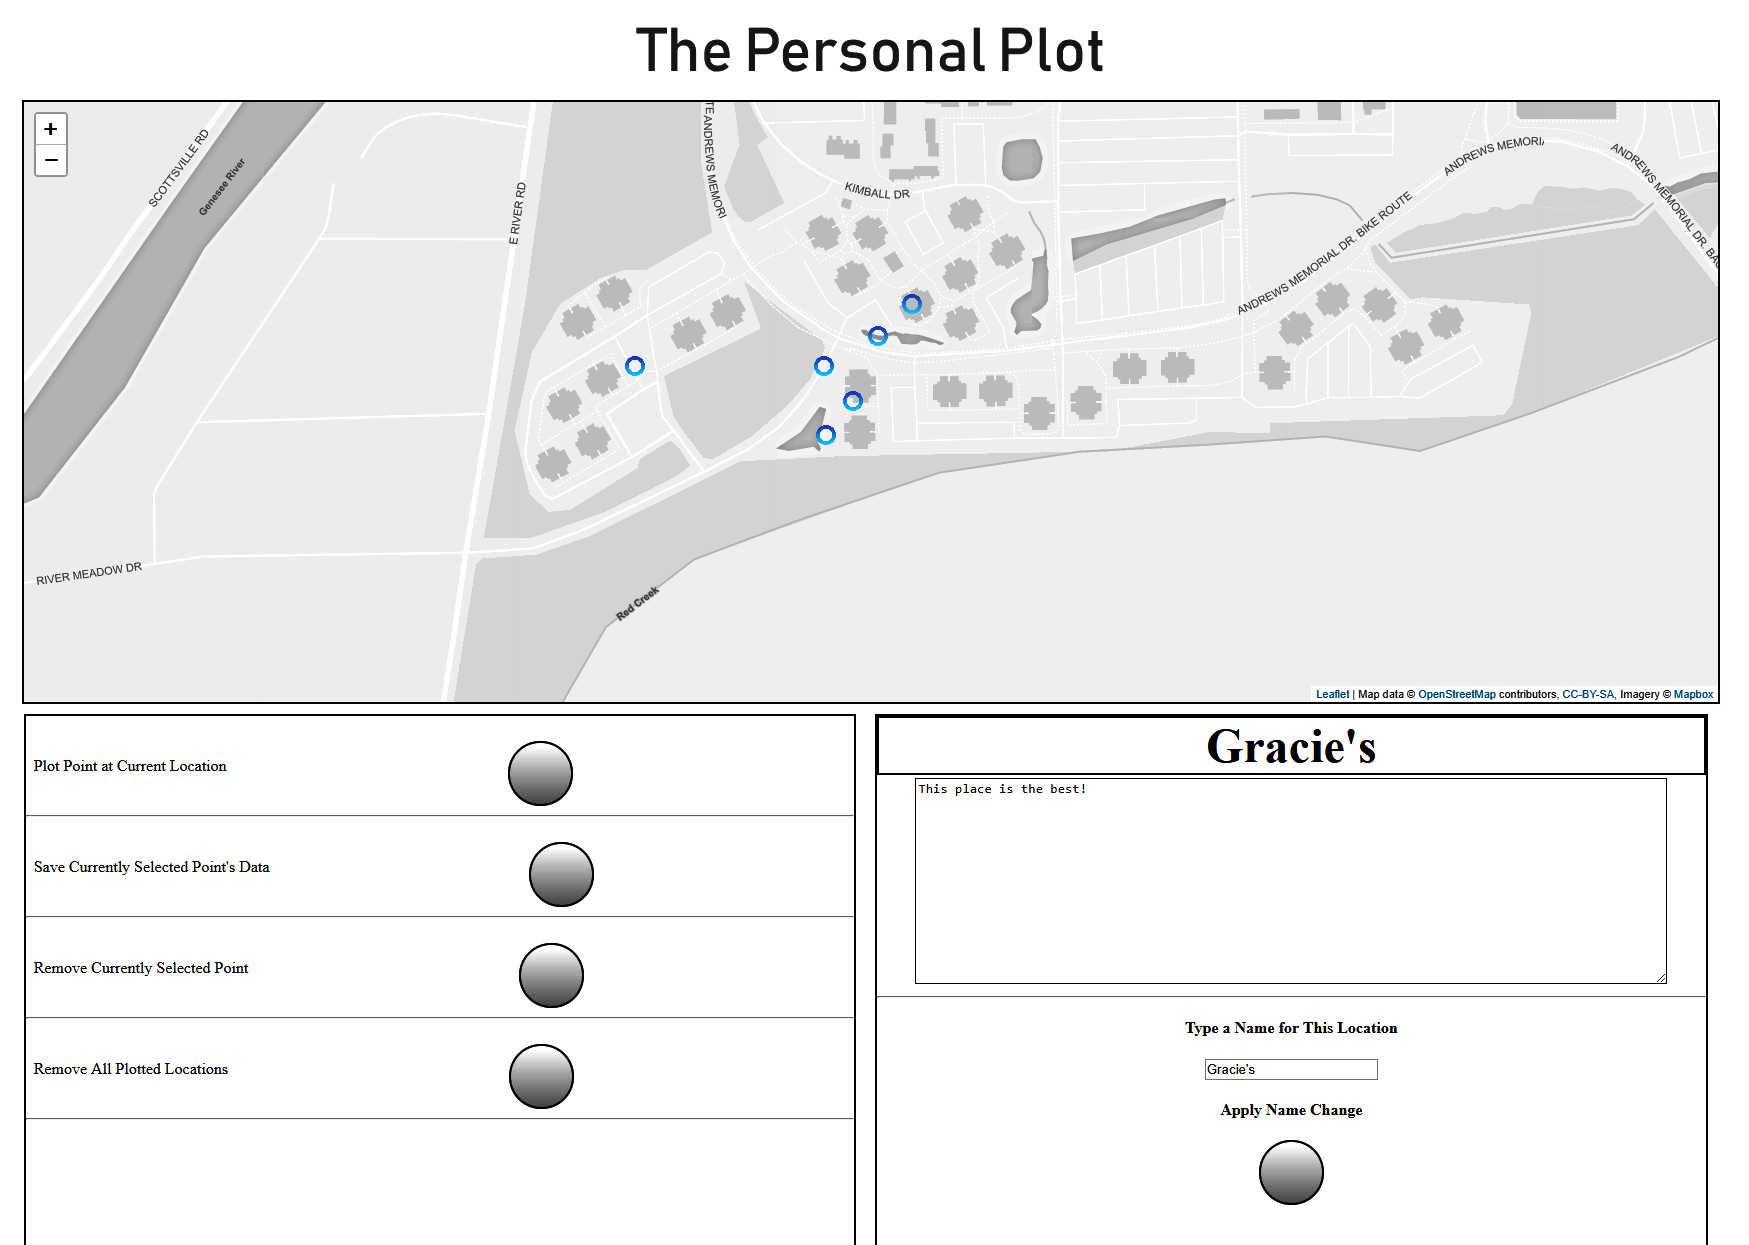 The Personal Plot
+
−
SCOTTSVILLE RD
Genesee River
E RIVER RD
TE ANDREWS MEMORI
KIMBALL DR
ANDREWS MEMORIAL DR. BIKE ROUTE
ANDREWS MEMORI
ANDREWS MEMORIAL DR. BA
RIVER MEADOW DR
Red Creek
Leaflet | Map data © OpenStreetMap contributors, CC-BY-SA, Imagery © Mapbox
Plot Point at Current Location
Save Currently Selected Point's Data
Remove Currently Selected Point
Remove All Plotted Locations
Gracie's
This place is the best!
Type a Name for This Location
Gracie's
Apply Name Change